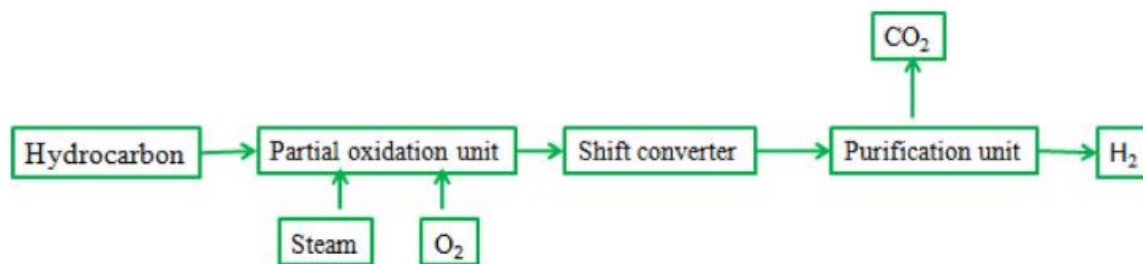 CO₂
Hydrocarbon
Partial oxidation unit
Shift converter
Purification unit
H₂
Steam
O₂